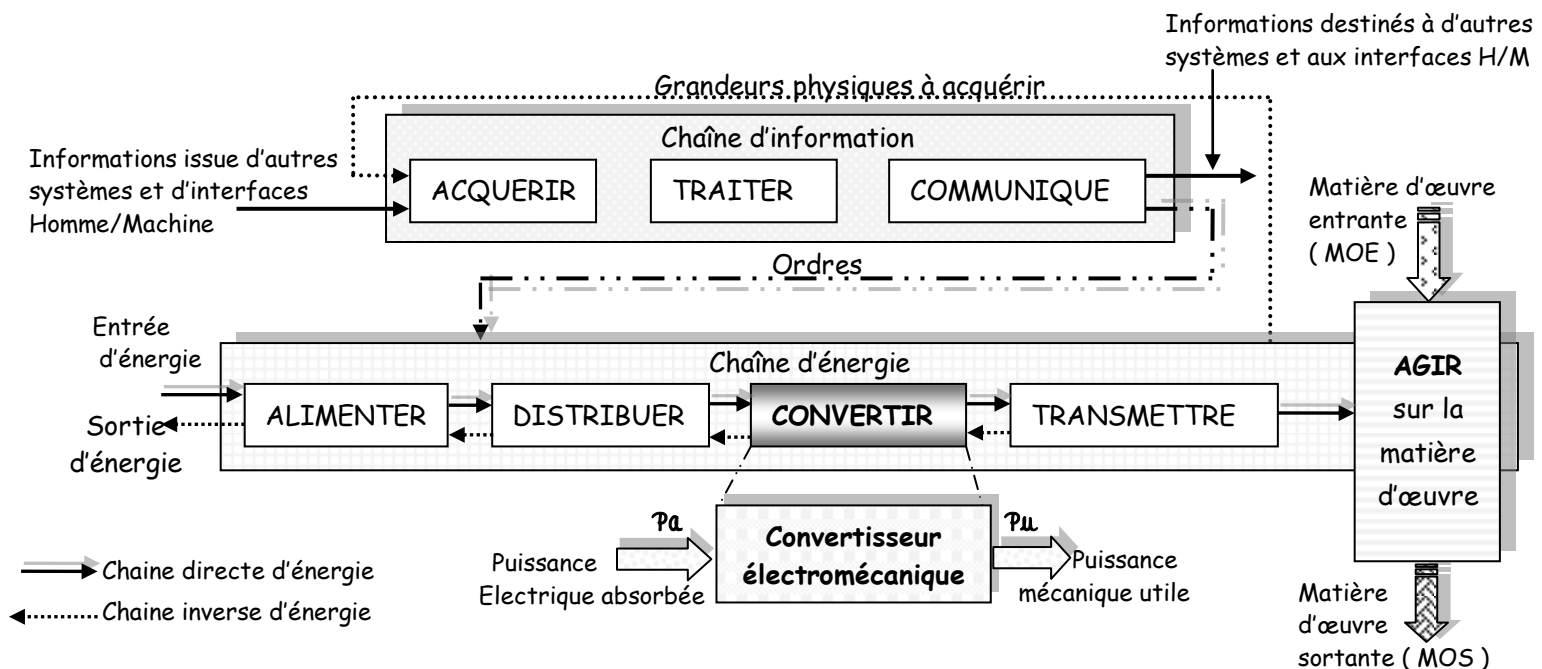 Informations destinés à d'autres
systèmes et aux interfaces H/M
Grandeurs physiques à acquérir
Chaîne d'information
Informations issue d'autres
systèmes et d'interfaces
Homme/Machine
ACQUERIR
TRAITER
COMMUNIQUE
Matière d'œuvre
entrante
( MOE )
Ordres
Entrée
d'énergie
Chaîne d'énergie
ALIMENTER
DISTRIBUER
CONVERTIR
TRANSMETTRE
AGIR
sur la
matière
d'œuvre
Sortie
d'énergie
Pa
Puissance
Electrique absorbée
Convertisseur
électromécanique
Pu
Puissance
mécanique utile
Chaine directe d'énergie
Chaine inverse d'énergie
Matière
d'œuvre
sortante ( MOS )